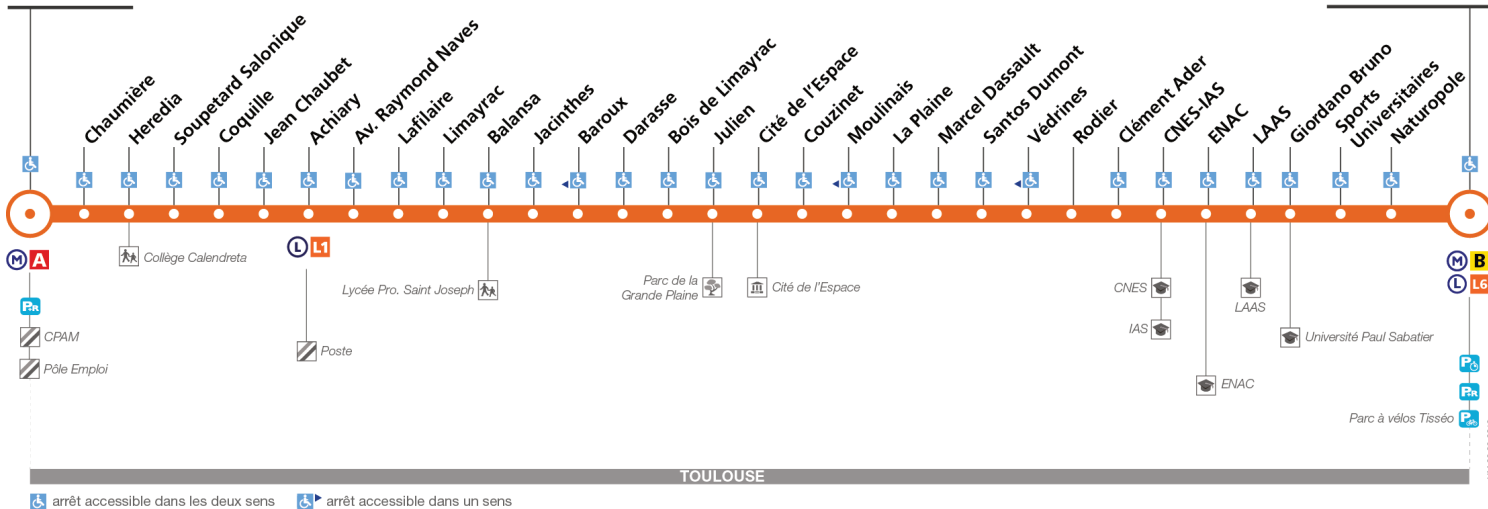 Chaumière
Heredia
Soupetard Salonique
Coquille
Jean Chaubet
Achiary
Av. Raymond Naves
Lafilaire
Limayrac
Balansa
Jacinthes
Baroux
Darasse
Bois de Limayrac
Julien
Cité de l'Espace
Couzinet
Moulinais
La Plaine
Marcel Dassault
Santos Dumont
Védrines
Rodier
Clément Ader
CNES-IAS
ENAC
LAAS
Giordano Bruno
Sports
Universitaires
Naturopole
M A
P+R
CPAM
Pôle Emploi
Collège Calendreta
L L1
Poste
Lycée Pro. Saint Joseph
Parc de la
Grande Plaine
Cité de l'Espace
CNES
IAS
ENAC
LAAS
Université Paul Sabatier
M B
L L6
P
P+R
Parc à vélos Tisséo P
TOULOUSE
arrêt accessible dans les deux sens
arrêt accessible dans un sens